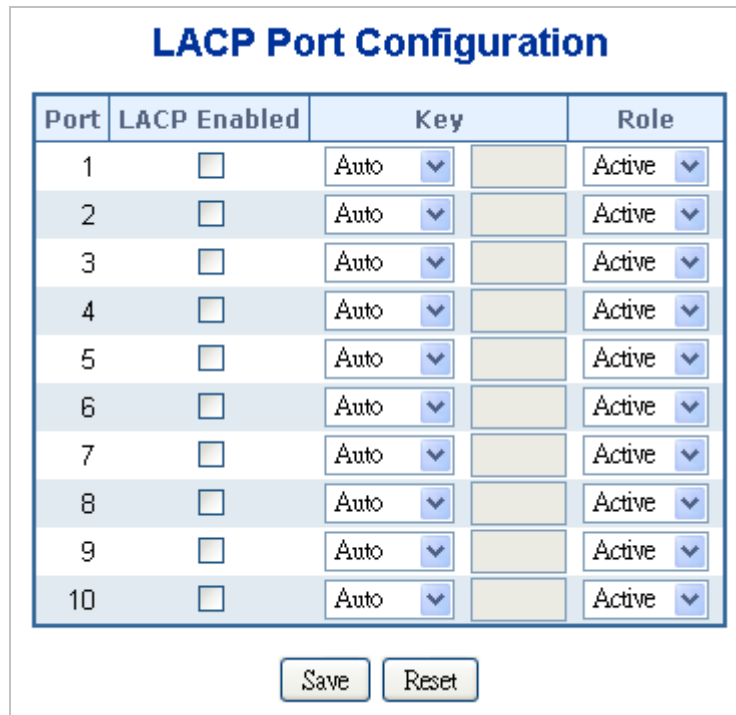 LACP Port Configuration
Port LACP Enabled Key Role
1 Auto Active
2 Auto Active
3 Auto Active
4 Auto Active
5 Auto Active
6 Auto Active
7 Auto Active
8 Auto Active
9 Auto Active
10 Auto Active
Save Reset